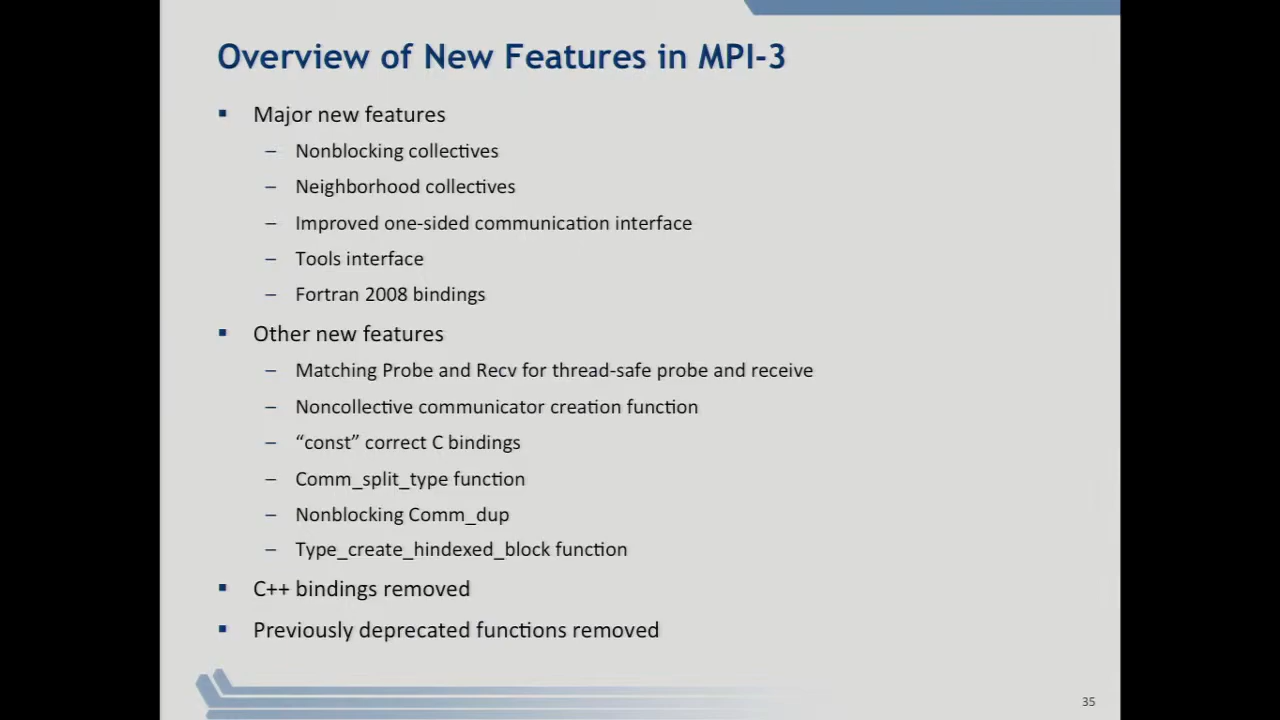 Overview of New Features in MPI-3
▪ Major new features
– Nonblocking collectives
– Neighborhood collectives
– Improved one-sided communication interface
– Tools interface
– Fortran 2008 bindings
▪ Other new features
– Matching Probe and Recv for thread-safe probe and receive
– Noncollective communicator creation function
– “const” correct C bindings
– Comm_split_type function
– Nonblocking Comm_dup
– Type_create_hindexed_block function
▪ C++ bindings removed
▪ Previously deprecated functions removed
35